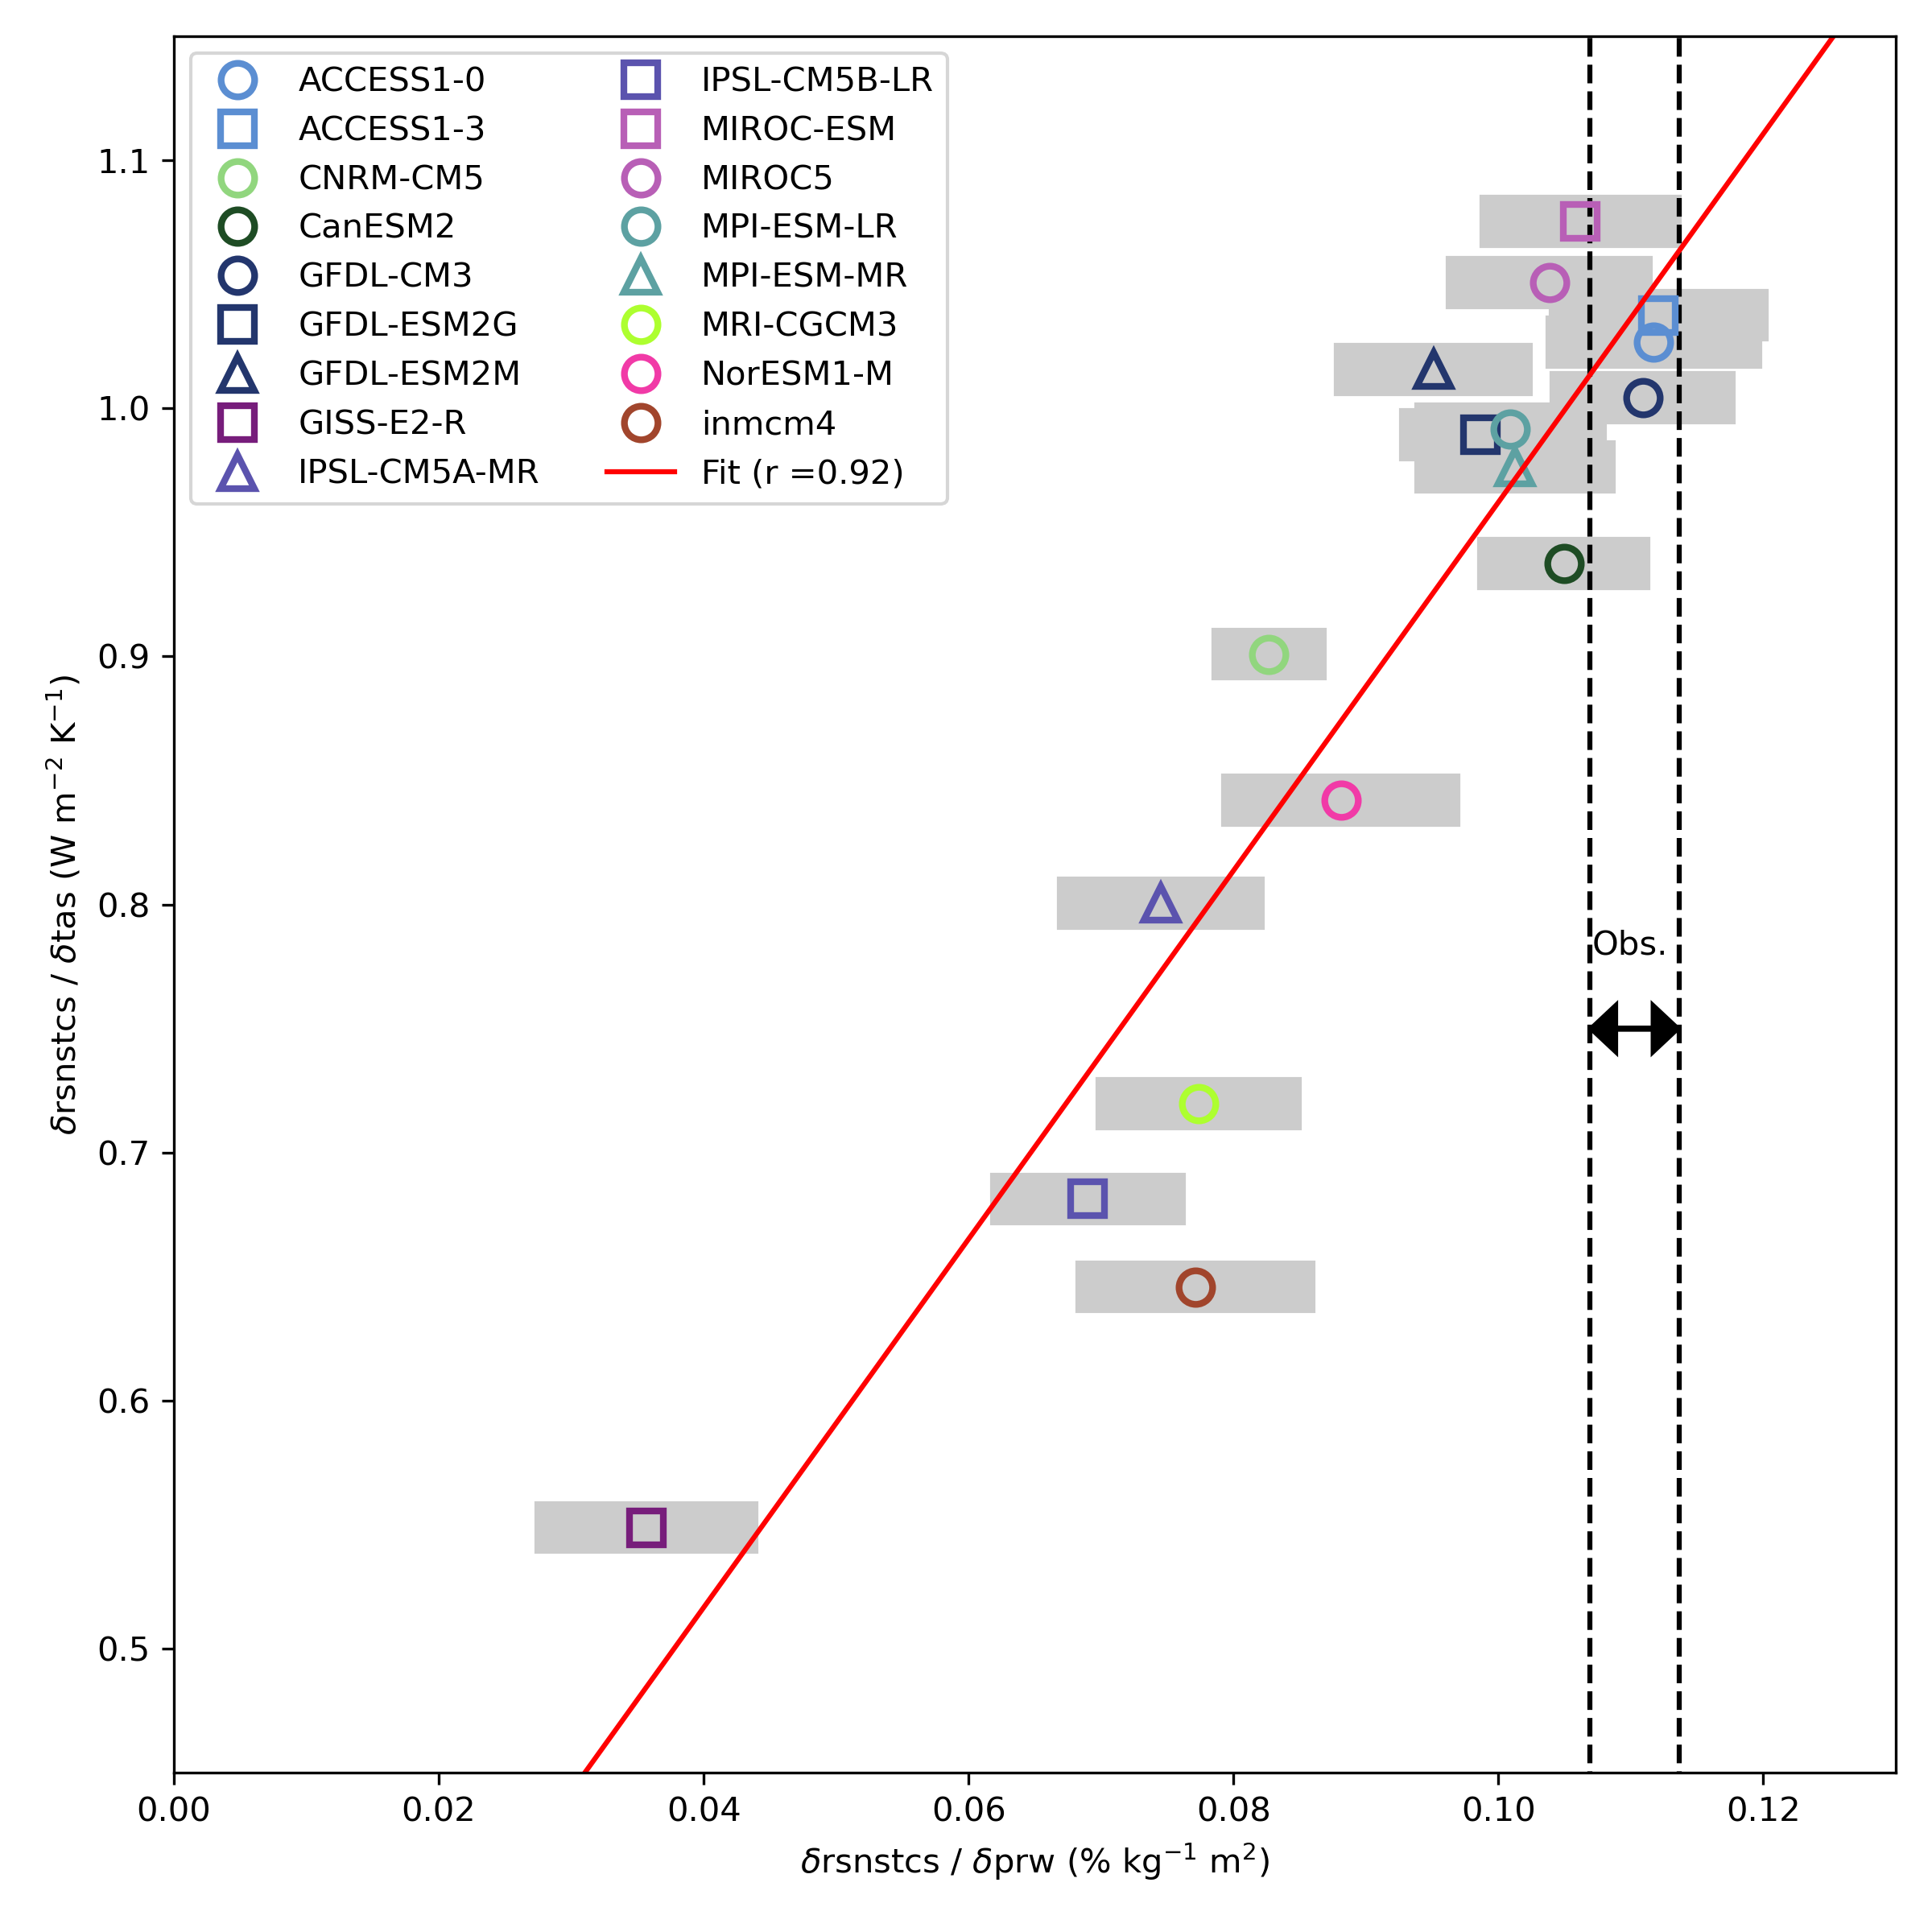 ACCESS1-0
ACCESS1-3
CNRM-CM5
CanESM2
GFDL-CM3
GFDL-ESM2G
GFDL-ESM2M
GISS-E2-R
IPSL-CM5A-MR
IPSL-CM5B-LR
MIROC-ESM
MIROC5
MPI-ESM-LR
MPI-ESM-MR
MRI-CGCM3
NorESM1-M
inmcm4
Fit (r =0.92)
1.1
1.0
0.9
0.8
0.7
0.6
0.5
δrsnstcs / δtas (W m⁻² K⁻¹)
Obs.
0.00 0.02 0.04 0.06 0.08 0.10 0.12
δrsnstcs / δprw (% kg⁻¹ m²)